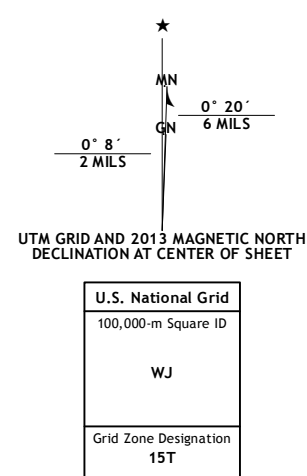 ★
MN
0° 20´
6 MILS
GN
0° 8´
2 MILS
UTM GRID AND 2013 MAGNETIC NORTH
DECLINATION AT CENTER OF SHEET
U.S. National Grid
100,000-m Square ID
WJ
Grid Zone Designation
15T